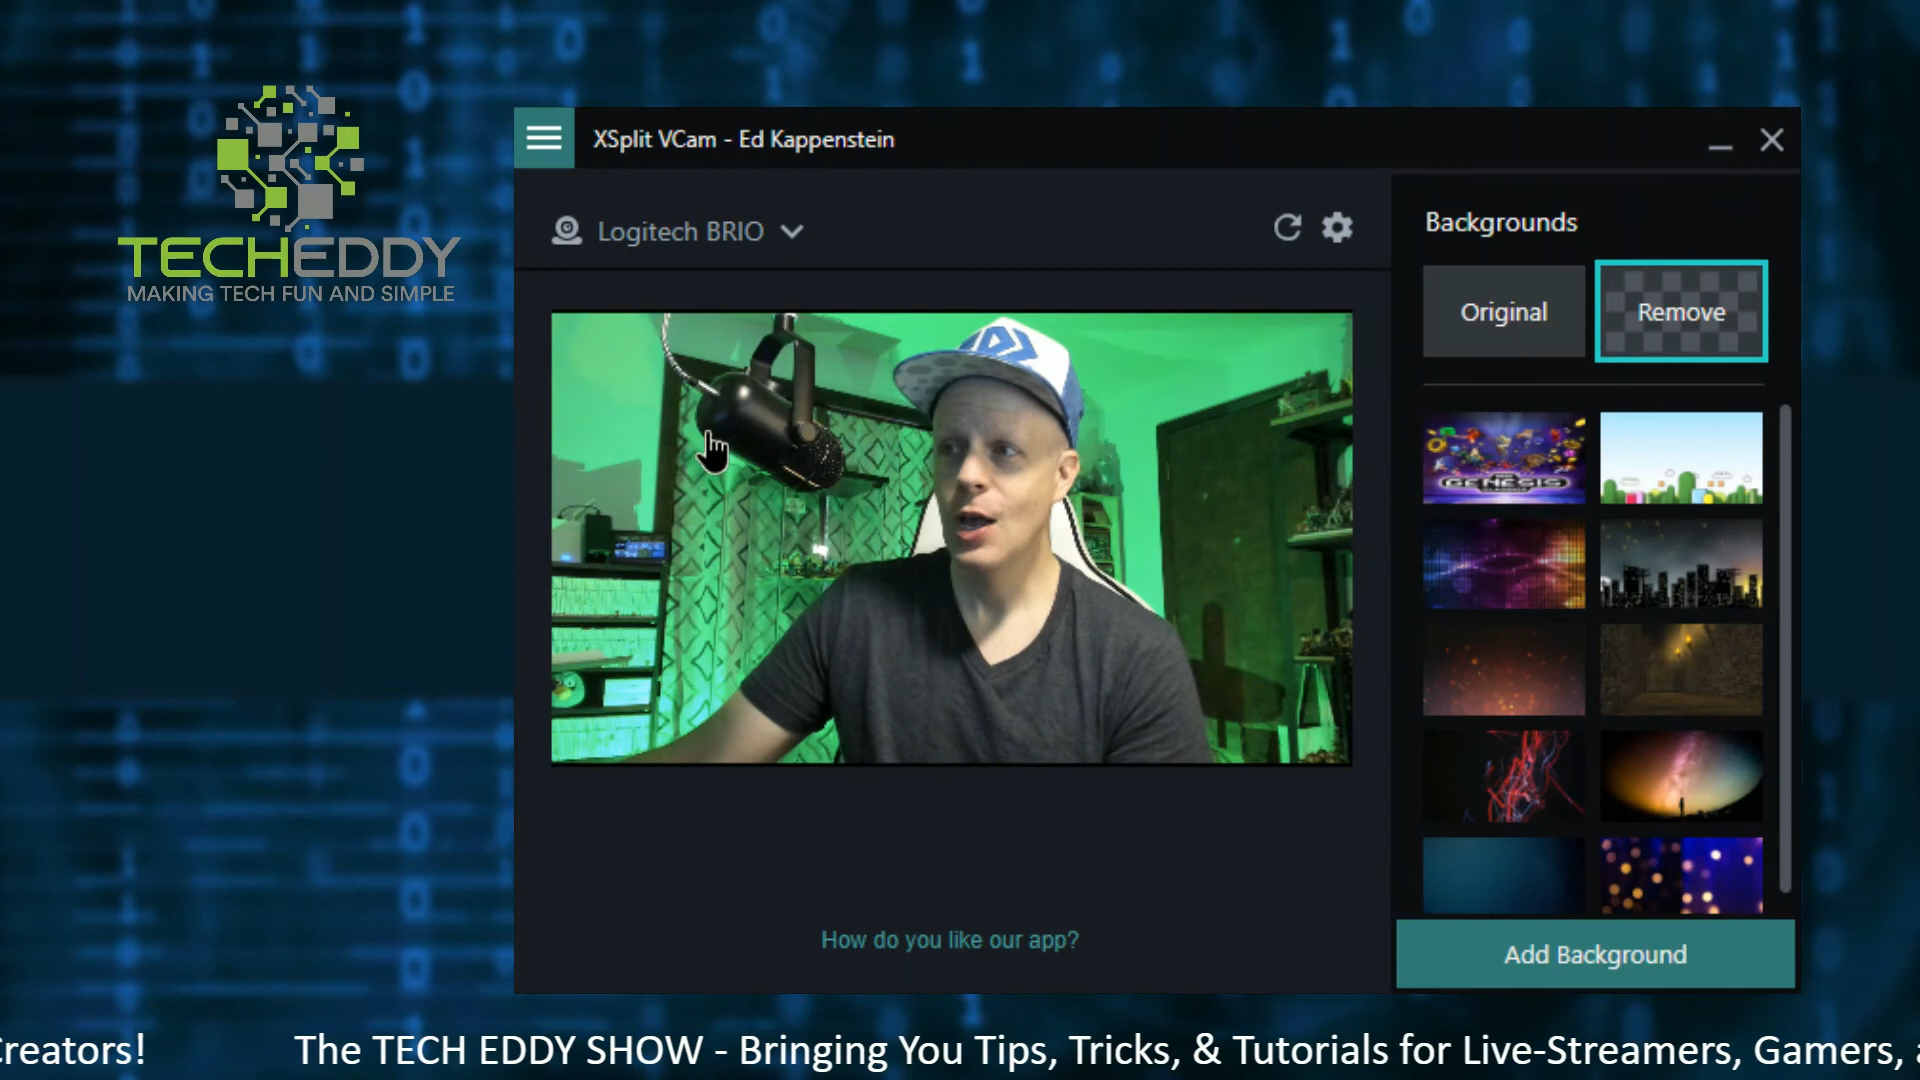 TECHEDDY
MAKING TECH FUN AND SIMPLE
XSplit VCam - Ed Kappenstein
Logitech BRIO
Backgrounds
Original
Remove
GENESIS
How do you like our app?
Add Background
Creators! The TECH EDDY SHOW - Bringing You Tips, Tricks, & Tutorials for Live-Streamers, Gamers, a